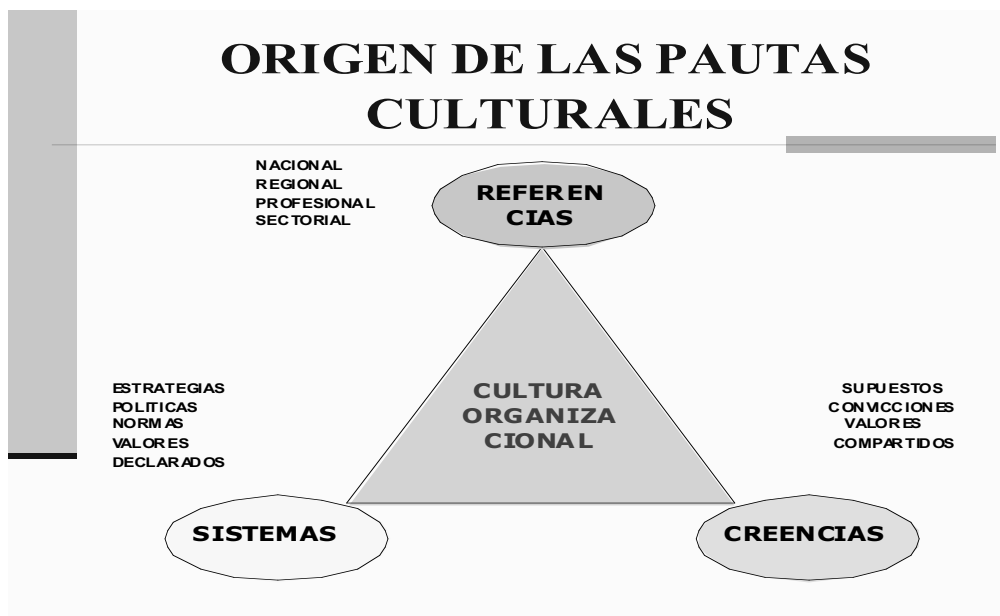 ORIGEN DE LAS PAUTAS
CULTURALES
NACIONAL
REGIONAL
PROFESIONAL
SECTORIAL
REFEREN
CIAS
CULTURA
ORGANIZA
CIONAL
ESTRATEGIAS
POLITICAS
NORMAS
VALORES
DECLARADOS
SUPUESTOS
CONVICCIONES
VALORES
COMPARTIDOS
SISTEMAS
CREENCIAS